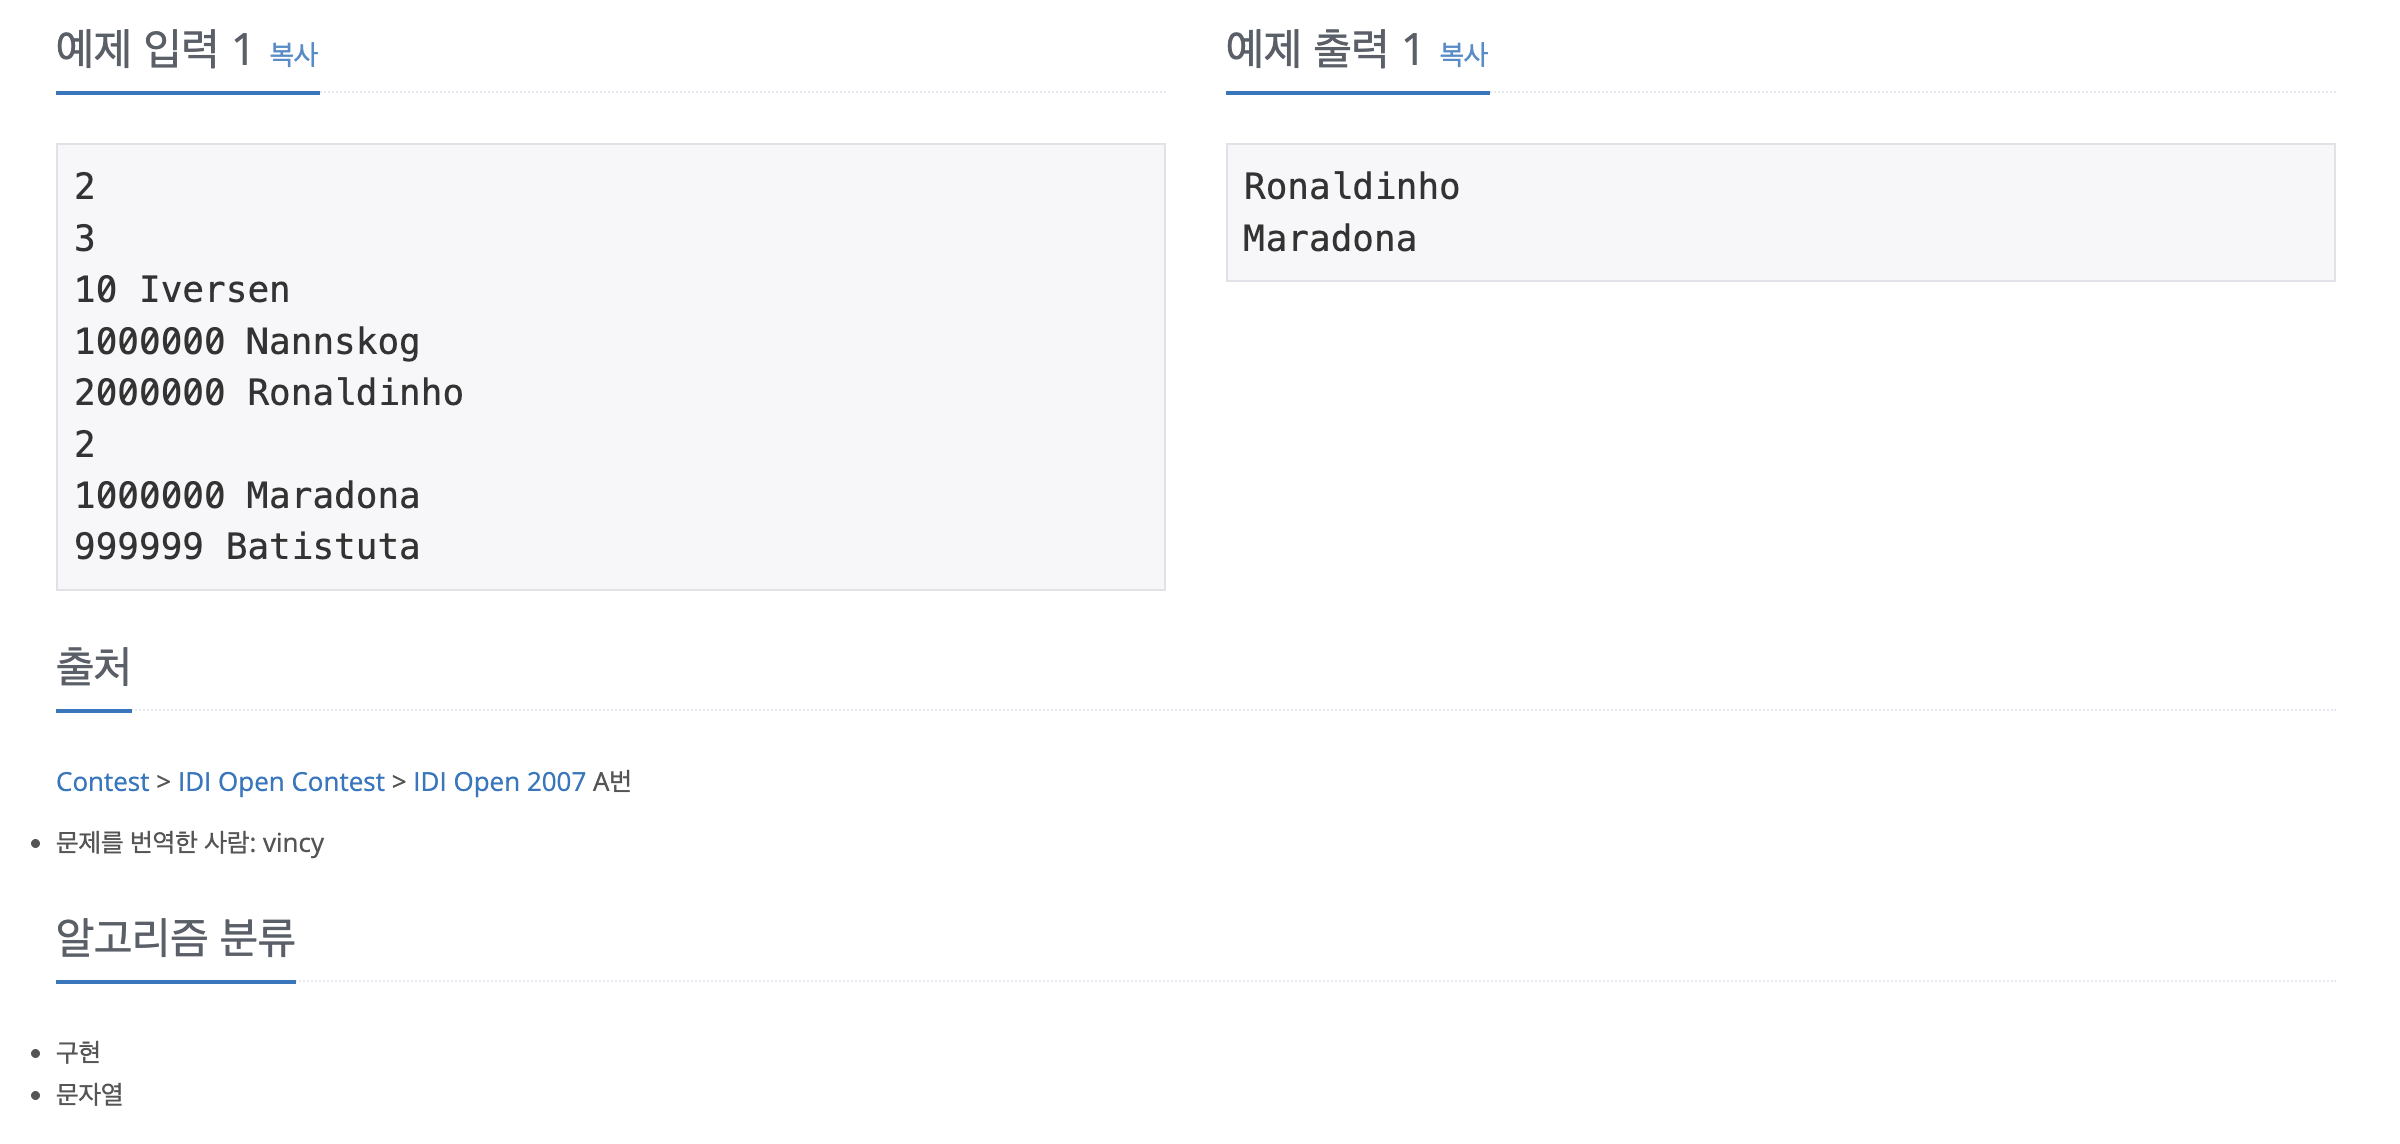 예제 입력 1 복사
2
3
10 Iversen
1000000 Nannskog
2000000 Ronaldinho
2
1000000 Maradona
999999 Batistuta
예제 출력 1 복사
Ronaldinho
Maradona
출처
Contest > IDI Open Contest > IDI Open 2007 A번
• 문제를 번역한 사람: vincy
알고리즘 분류
• 구현
• 문자열